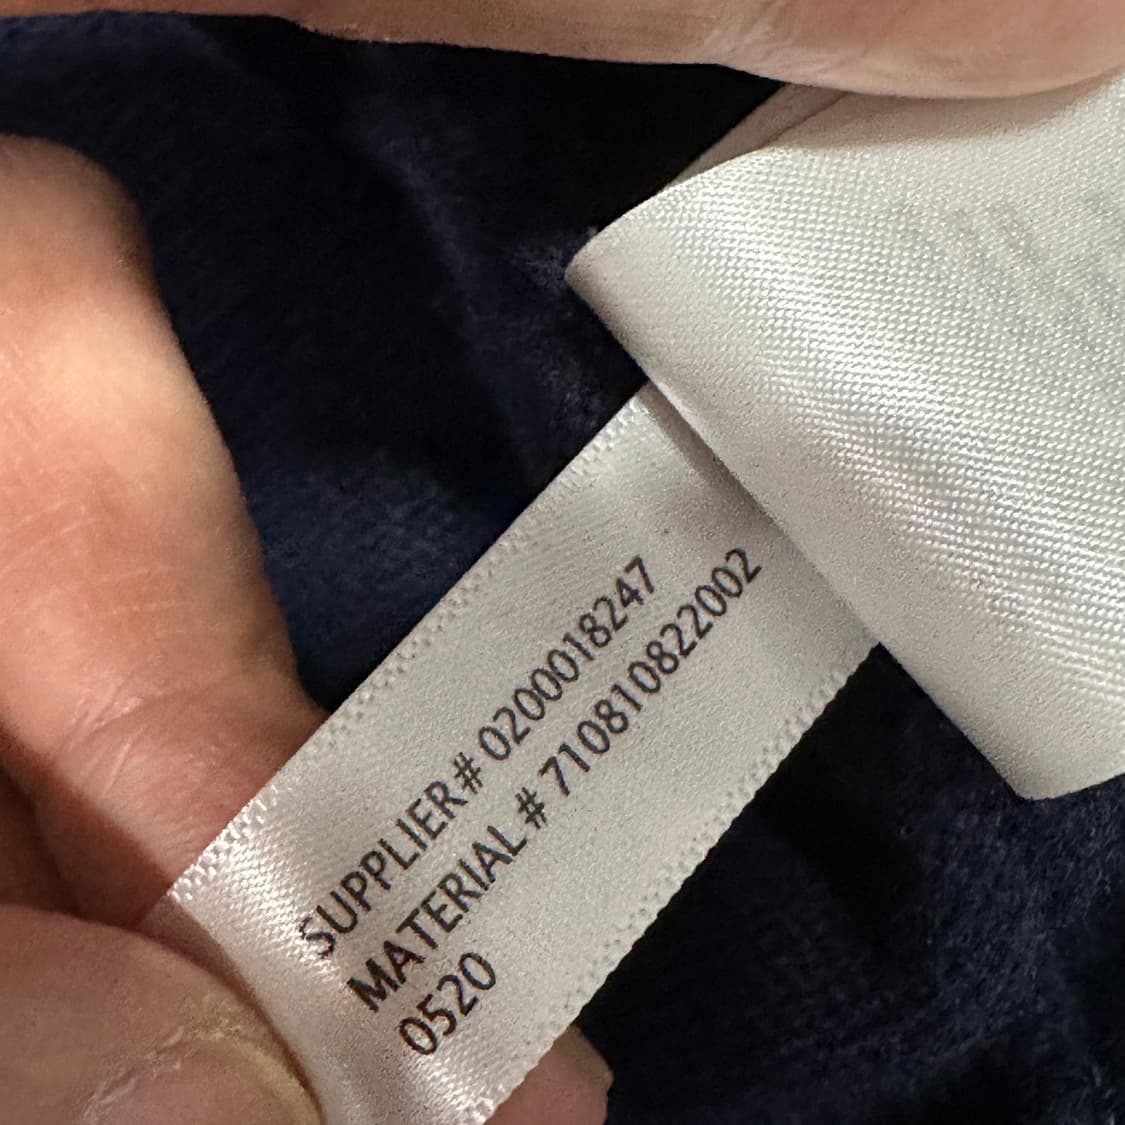 SUPPLIER# 0200018247
MATERIAL # 710810822002
0520